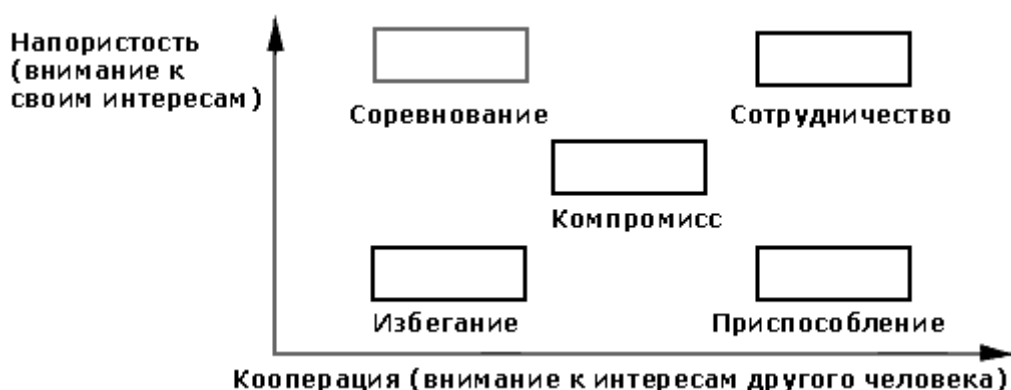 Напористость
(внимание к
своим интересам)
Соревнование
Сотрудничество
Компромисс
Избегание
Приспособление
Кооперация (внимание к интересам другого человека)